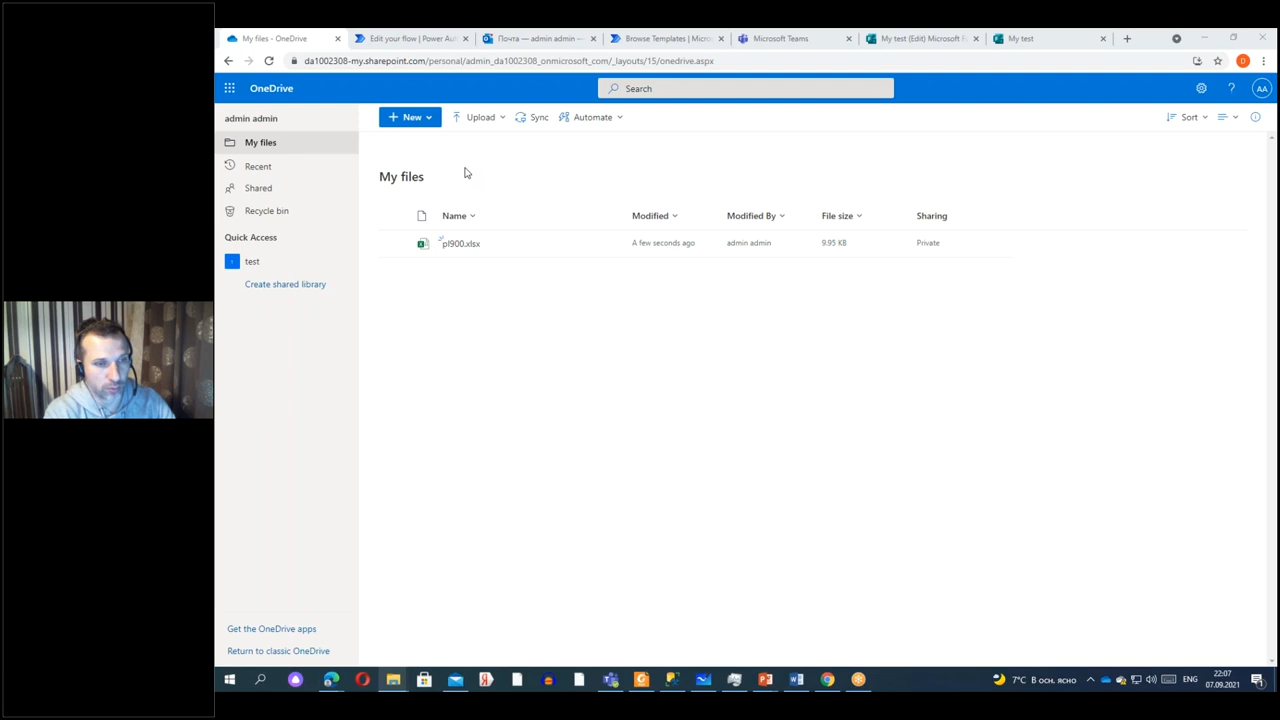 My files - OneDrive
Edit your flow | Power Aut
Почта — admin admin —
Browse Templates | Micros
Microsoft Teams
My test (Edit) Microsoft F
My test
da1002308-my.sharepoint.com/personal/admin_da1002308_onmicrosoft_com/_layouts/15/onedrive.aspx
D
OneDrive
Search
?
AA
admin admin
New
Upload
Sync
Automate
Sort
My files
Recent
Shared
Recycle bin
Quick Access
test
Create shared library
My files
Name
Modified
Modified By
File size
Sharing
pl900.xlsx
A few seconds ago
admin admin
9.95 KB
Private
Get the OneDrive apps
Return to classic OneDrive
7°C В осн. ясно
ENG
22:07
07.09.2021